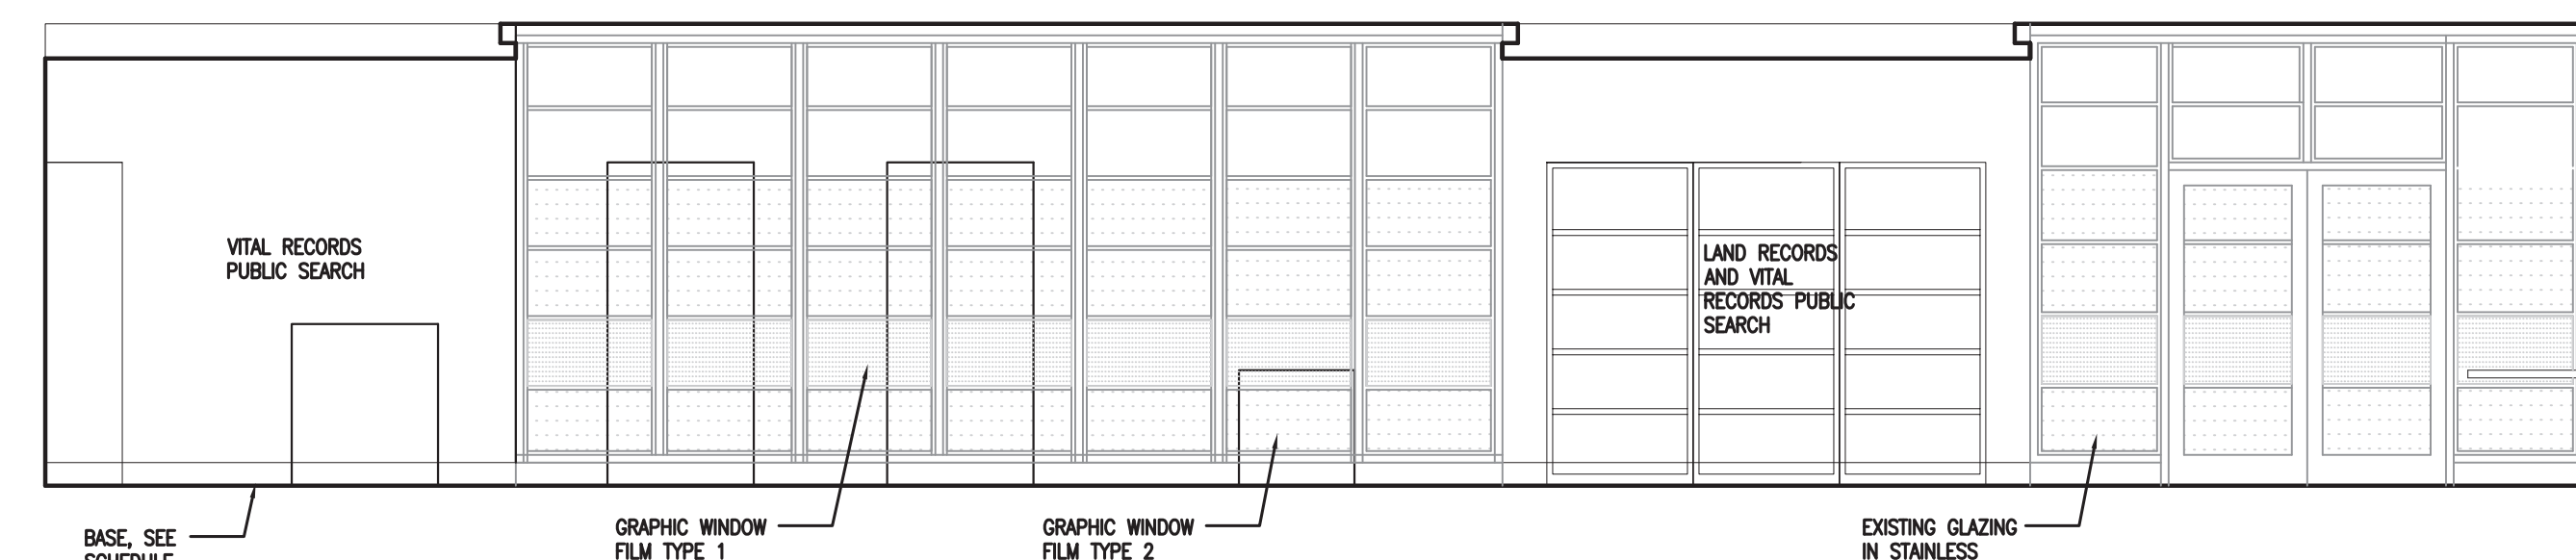 VITAL RECORDS
PUBLIC SEARCH
LAND RECORDS
AND VITAL
RECORDS PUBLIC
SEARCH
BASE, SEE
SCHEDULE
GRAPHIC WINDOW
FILM TYPE 1
GRAPHIC WINDOW
FILM TYPE 2
EXISTING GLAZING
IN STAINLESS